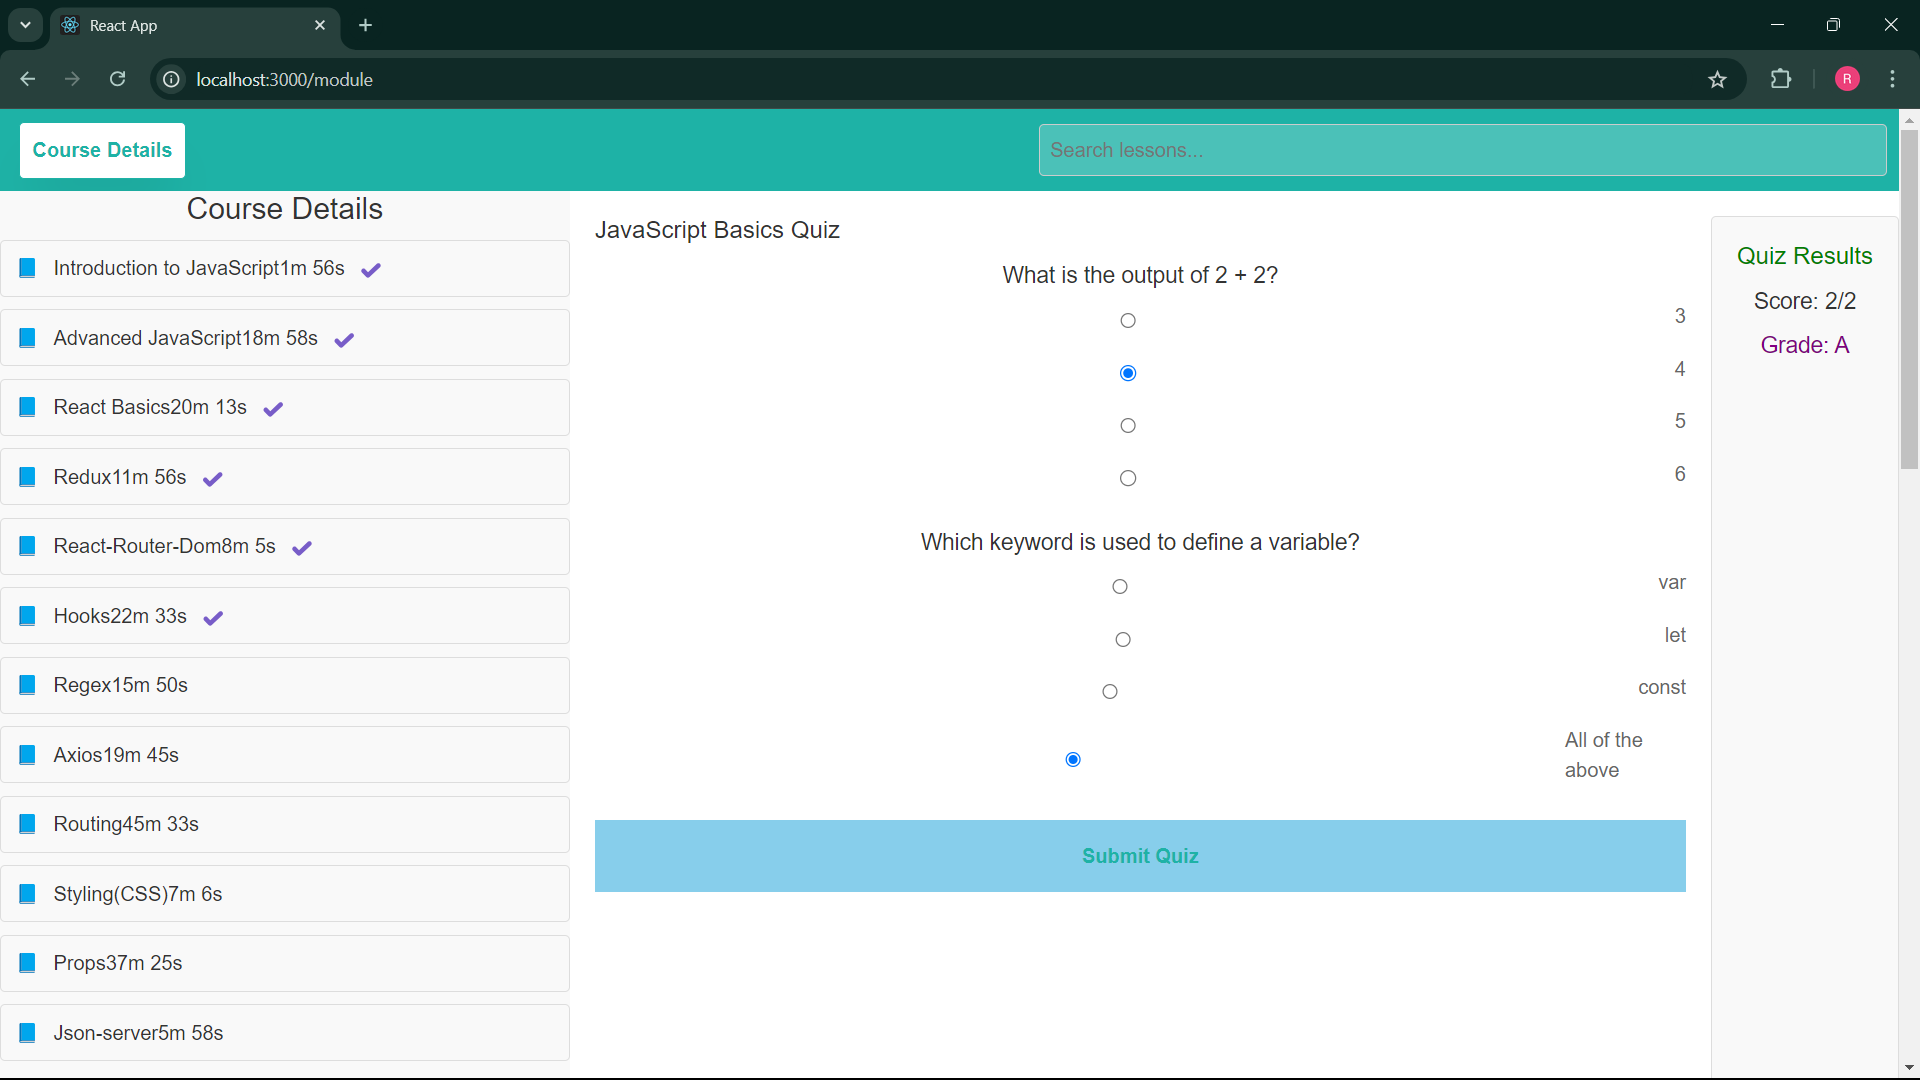 React App
localhost:3000/module
R
Course Details
Search lessons...
Course Details
Introduction to JavaScript1m 56s
Advanced JavaScript18m 58s
React Basics20m 13s
Redux11m 56s
React-Router-Dom8m 5s
Hooks22m 33s
Regex15m 50s
Axios19m 45s
Routing45m 33s
Styling(CSS)7m 6s
Props37m 25s
Json-server5m 58s
JavaScript Basics Quiz
What is the output of 2 + 2?
3
4
5
6
Which keyword is used to define a variable?
var
let
const
All of the
above
Submit Quiz
Quiz Results
Score: 2/2
Grade: A